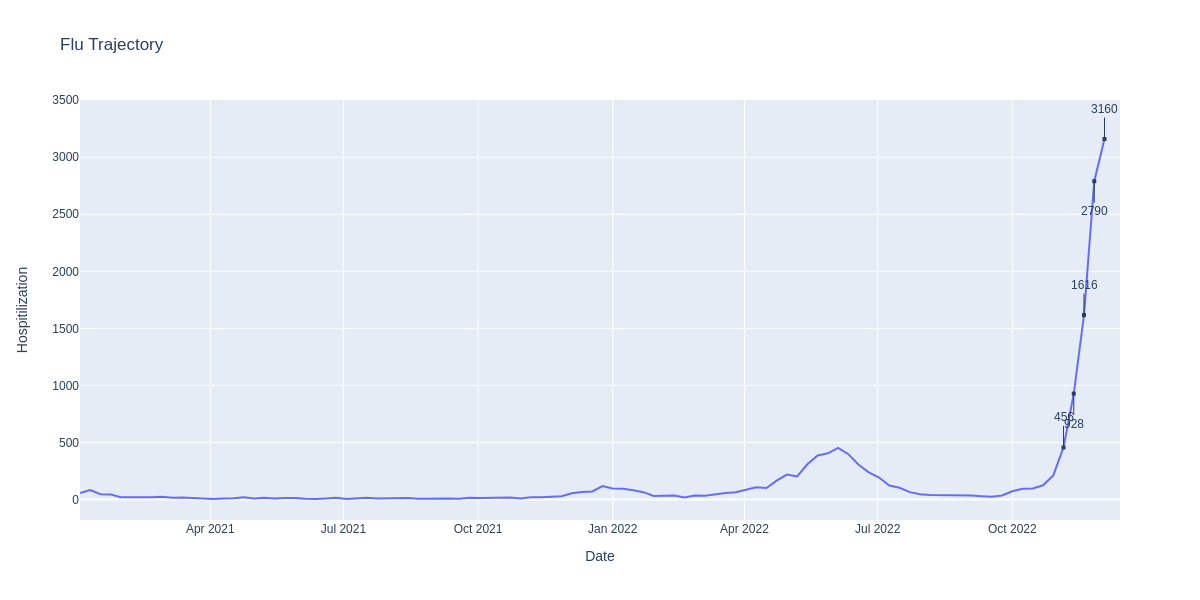 Flu Trajectory
3500
3000
2500
2000
1500
1000
500
0
Hospitilization
3160
2790
1616
456
928
Apr 2021
Jul 2021
Oct 2021
Jan 2022
Apr 2022
Jul 2022
Oct 2022
Date